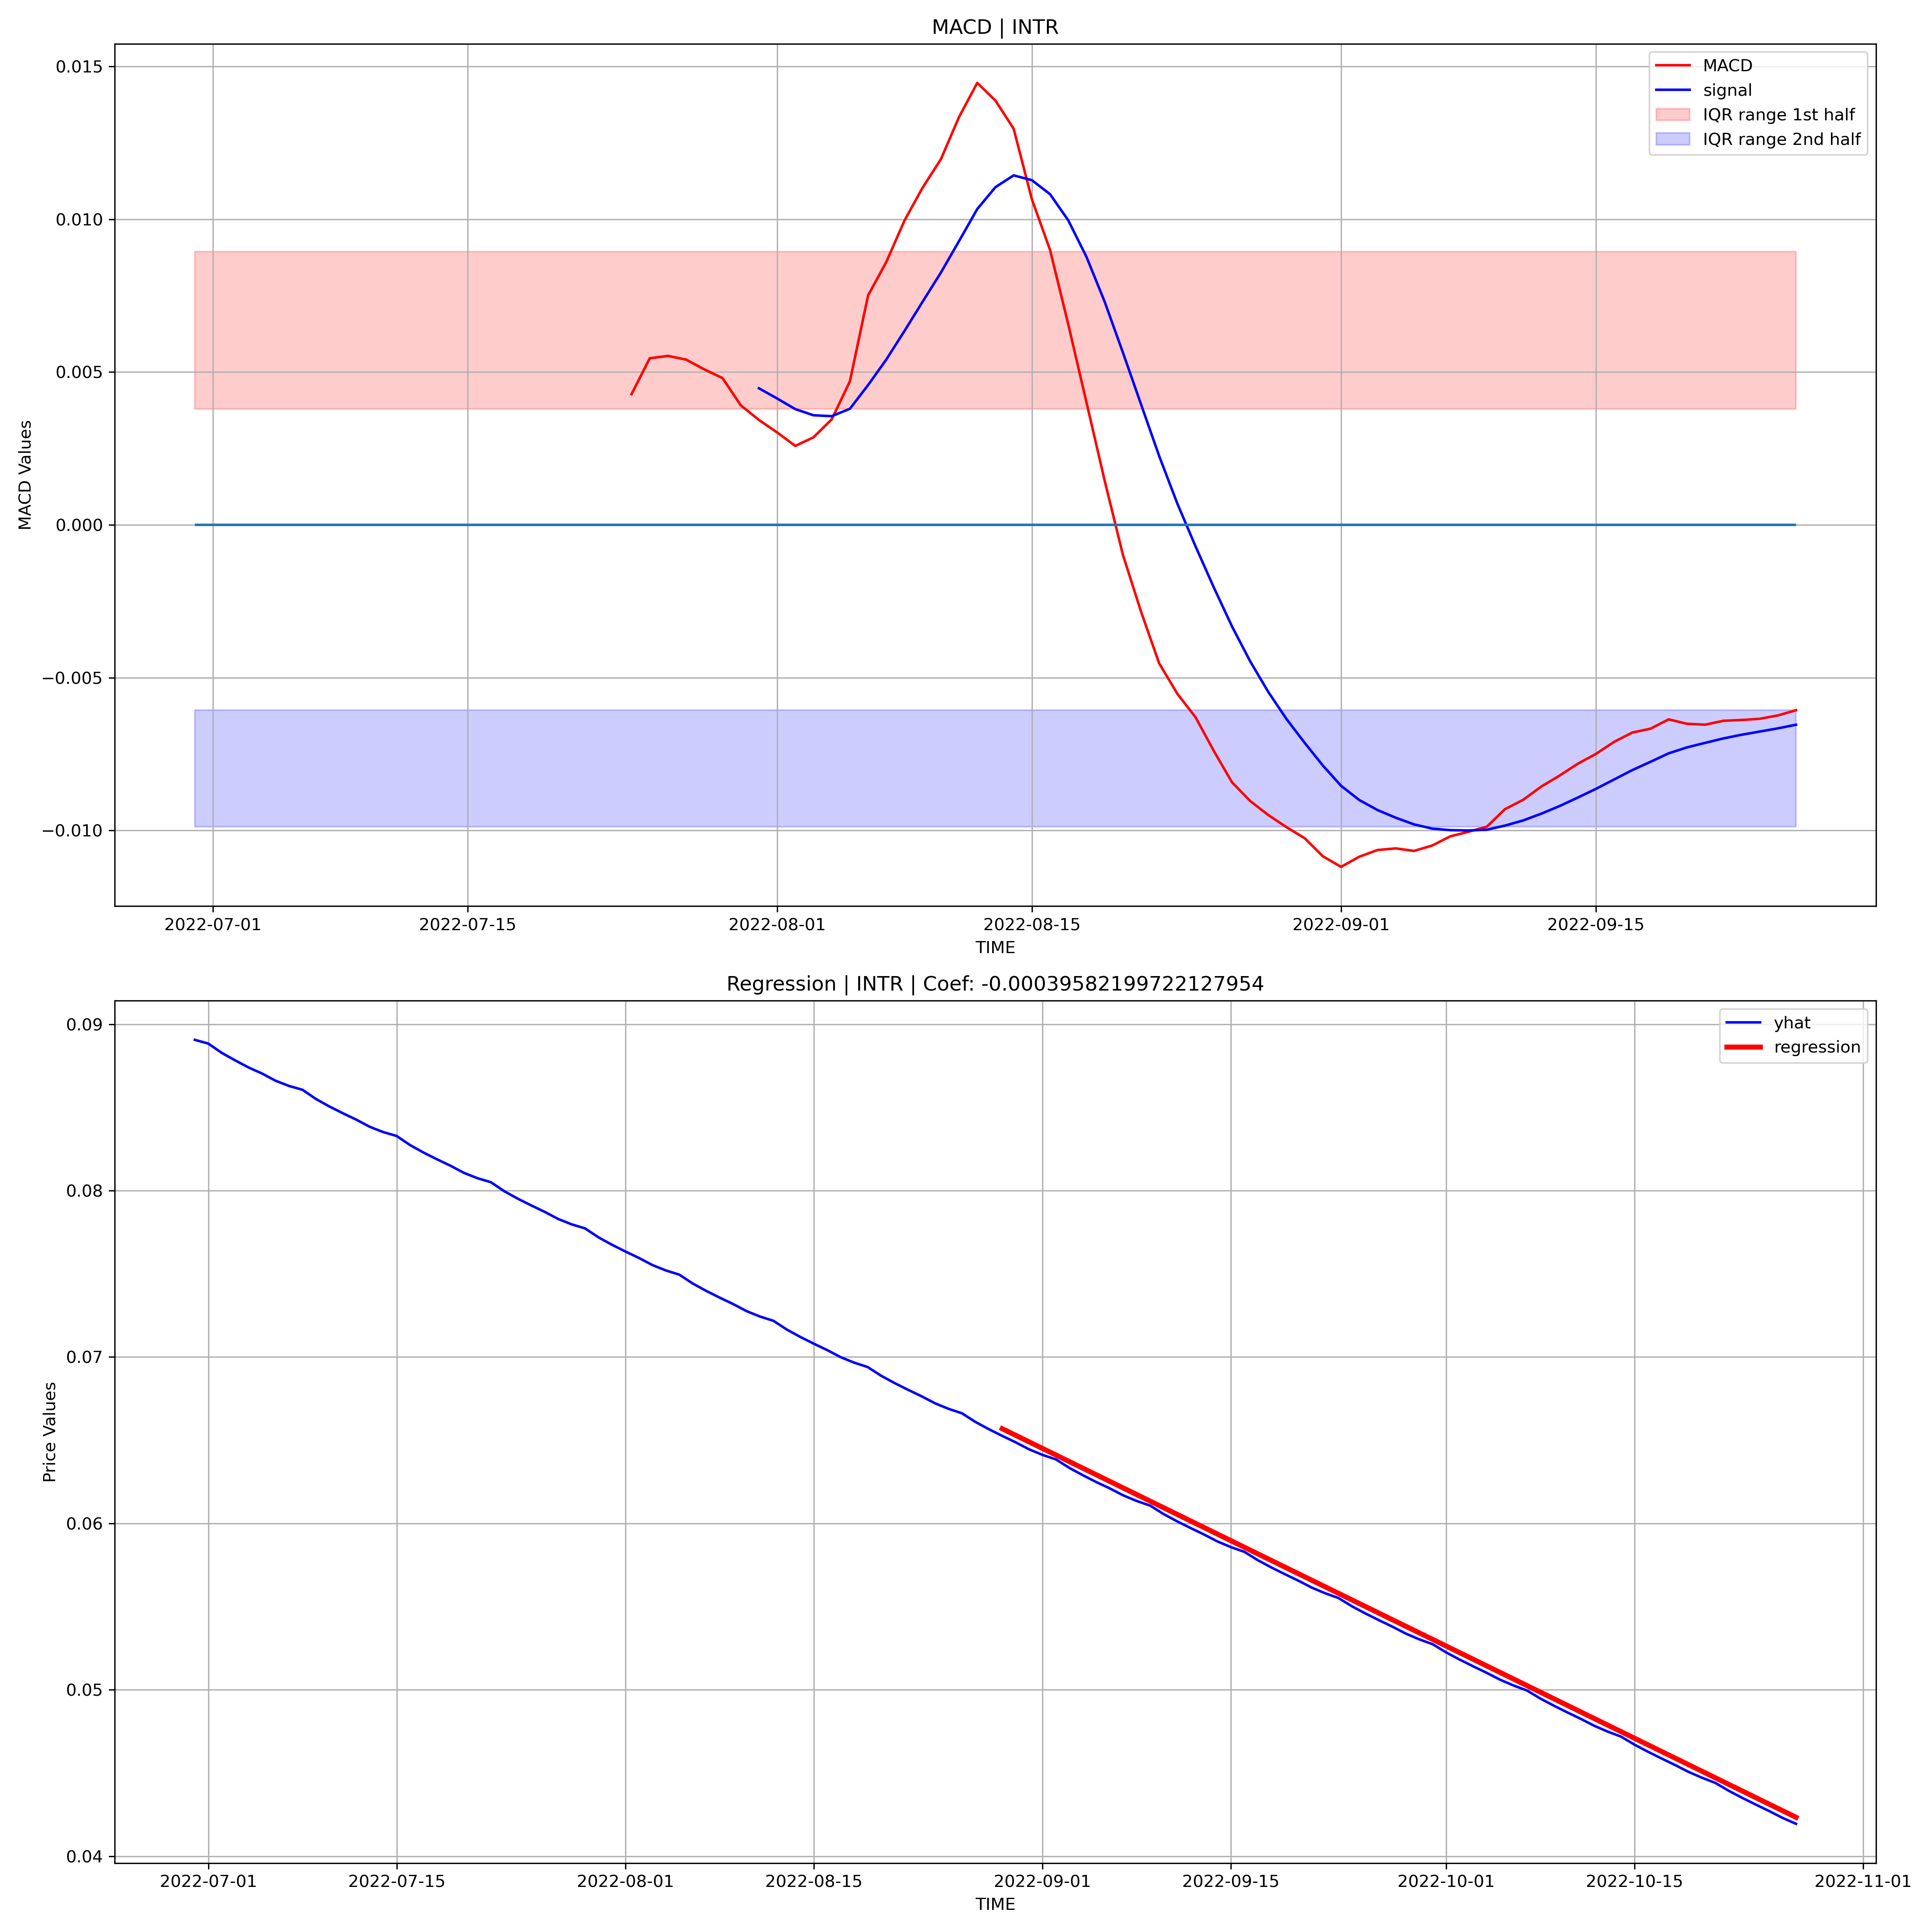 MACD | INTR
0.015
0.010
0.005
0.000
−0.005
−0.010
MACD Values
MACD
signal
IQR range 1st half
IQR range 2nd half
2022-07-01 2022-07-15 2022-08-01 2022-08-15 2022-09-01 2022-09-15
TIME
Regression | INTR | Coef: -0.00039582199722127954
0.09
0.08
0.07
0.06
0.05
0.04
Price Values
yhat
regression
2022-07-01 2022-07-15 2022-08-01 2022-08-15 2022-09-01 2022-09-15 2022-10-01 2022-10-15 2022-11-01
TIME